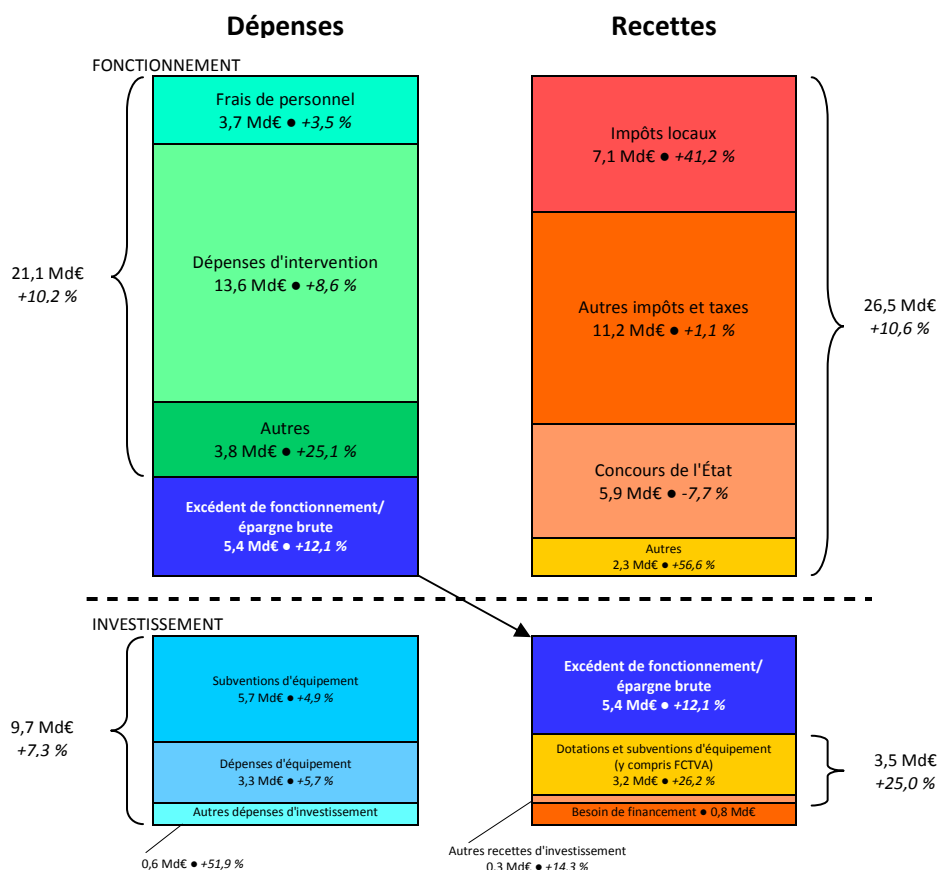 Dépenses
Recettes
FONCTIONNEMENT
Frais de personnel
3,7 Md€ ● +3,5 %
Dépenses d'intervention
13,6 Md€ ● +8,6 %
Autres
3,8 Md€ ● +25,1 %
Excédent de fonctionnement/
épargne brute
5,4 Md€ ● +12,1 %
21,1 Md€
+10,2 %
Impôts locaux
7,1 Md€ ● +41,2 %
Autres impôts et taxes
11,2 Md€ ● +1,1 %
Concours de l'État
5,9 Md€ ● -7,7 %
Autres
2,3 Md€ ● +56,6 %
26,5 Md€
+10,6 %
INVESTISSEMENT
Subventions d'équipement
5,7 Md€ ● +4,9 %
Dépenses d'équipement
3,3 Md€ ● +5,7 %
Autres dépenses d'investissement
0,6 Md€ ● +51,9 %
9,7 Md€
+7,3 %
Excédent de fonctionnement/
épargne brute
5,4 Md€ ● +12,1 %
Dotations et subventions d'équipement
(y compris FCTVA)
3,2 Md€ ● +26,2 %
Besoin de financement ● 0,8 Md€
Autres recettes d'investissement
0,3 Md€ ● +14,3 %
3,5 Md€
+25,0 %